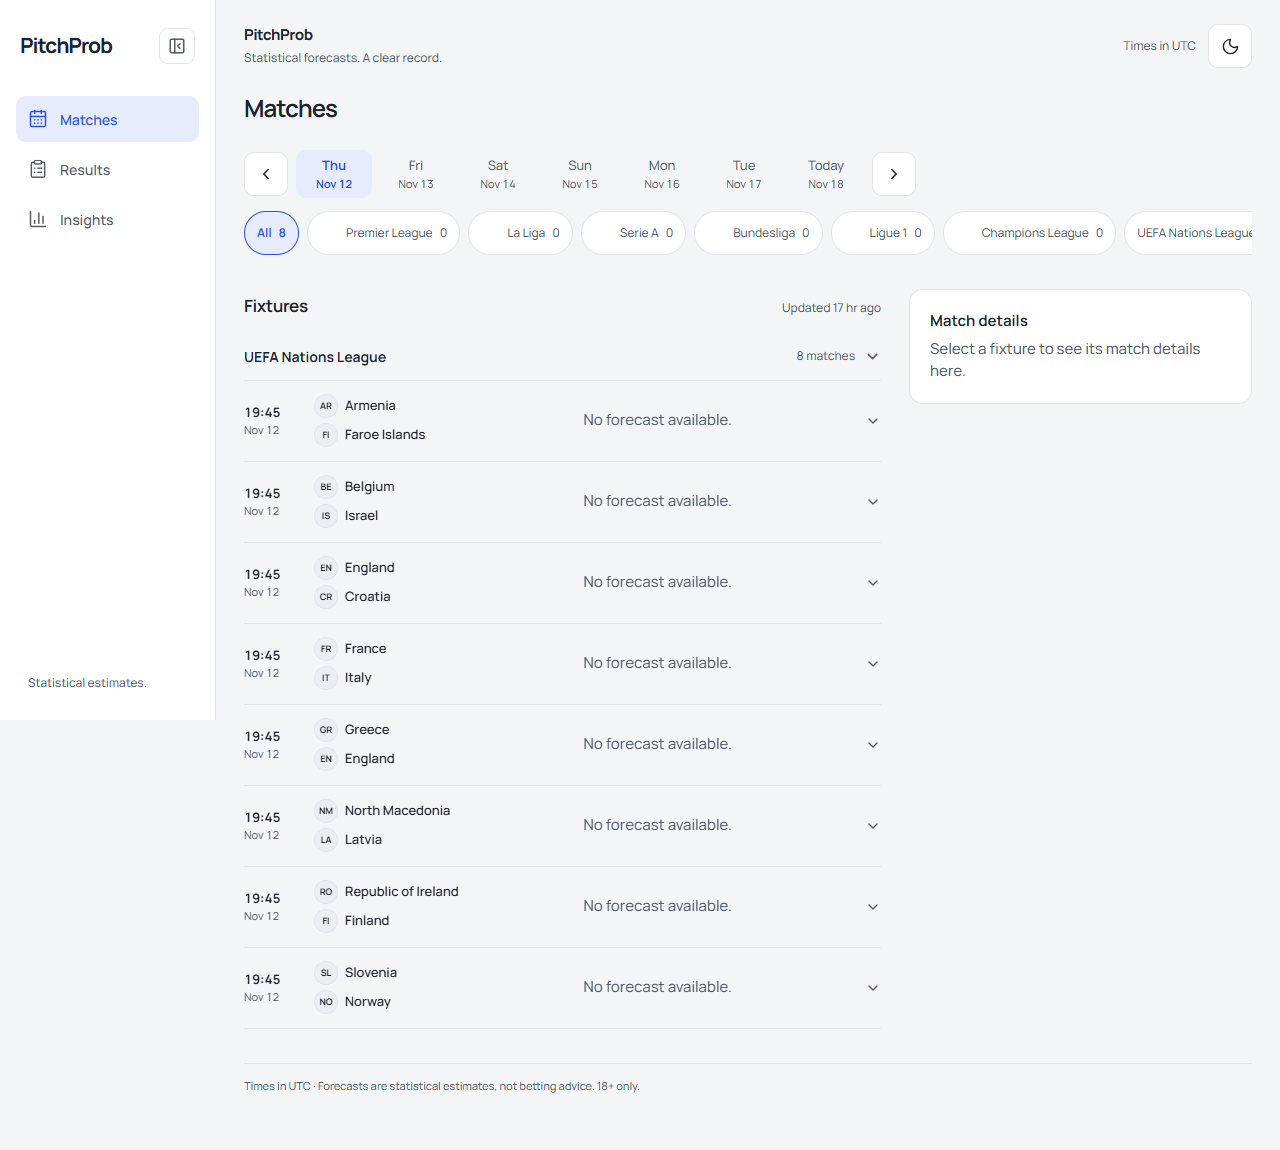 PitchProb
Matches
Results
Insights
Statistical estimates.
PitchProb
Statistical forecasts. A clear record.
Times in UTC
Matches
Thu Fri Sat Sun Mon Tue Today
Nov 12 Nov 13 Nov 14 Nov 15 Nov 16 Nov 17 Nov 18
All 8 Premier League 0 La Liga 0 Serie A 0 Bundesliga 0 Ligue 1 0 Champions League 0 UEFA Nations League
Fixtures Updated 17 hr ago
UEFA Nations League 8 matches
19:45 AR Armenia No forecast available.
Nov 12 FI Faroe Islands
19:45 BE Belgium No forecast available.
Nov 12 IS Israel
19:45 EN England No forecast available.
Nov 12 CR Croatia
19:45 FR France No forecast available.
Nov 12 IT Italy
19:45 GR Greece No forecast available.
Nov 12 EN England
19:45 NM North Macedonia No forecast available.
Nov 12 LA Latvia
19:45 RO Republic of Ireland No forecast available.
Nov 12 FI Finland
19:45 SL Slovenia No forecast available.
Nov 12 NO Norway
Match details
Select a fixture to see its match details
here.
Times in UTC · Forecasts are statistical estimates, not betting advice. 18+ only.